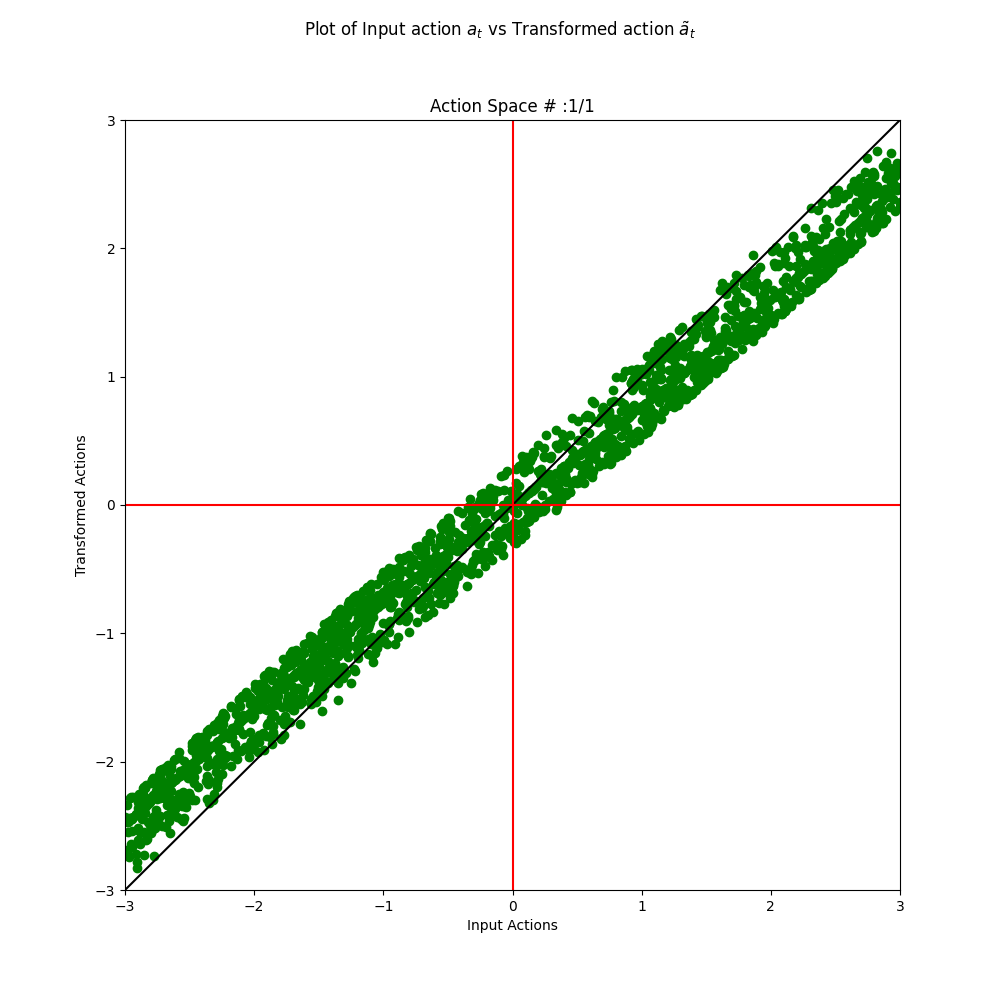 Plot of Input action $a_t$ vs Transformed action $\tilde{a}_t$
Action Space # :1/1
3
2
1
0
−1
−2
−3
Transformed Actions
−3 −2 −1 0 1 2 3
Input Actions